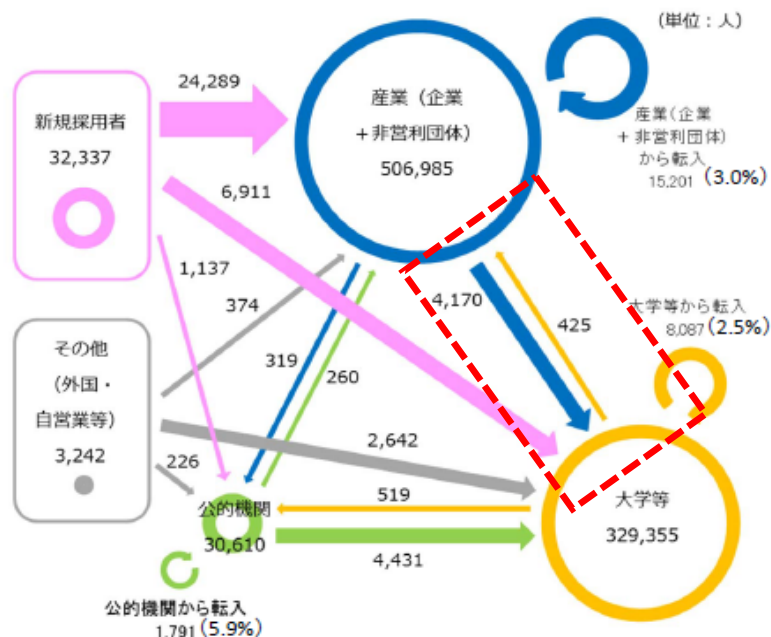 (単位：人)
24,289
新規採用者
32,337
産業（企業
＋非営利団体）
506,985
産業(企業
＋非営利団体)
から転入
15,201 (3.0%)
6,911
1,137
374
4,170
425
大学等から転入
8,087 (2.5%)
その他
（外国・
自営業等）
3,242
319
260
2,642
226
519
公的機関
30,610
4,431
大学等
329,355
公的機関から転入
1,791 (5.9%)